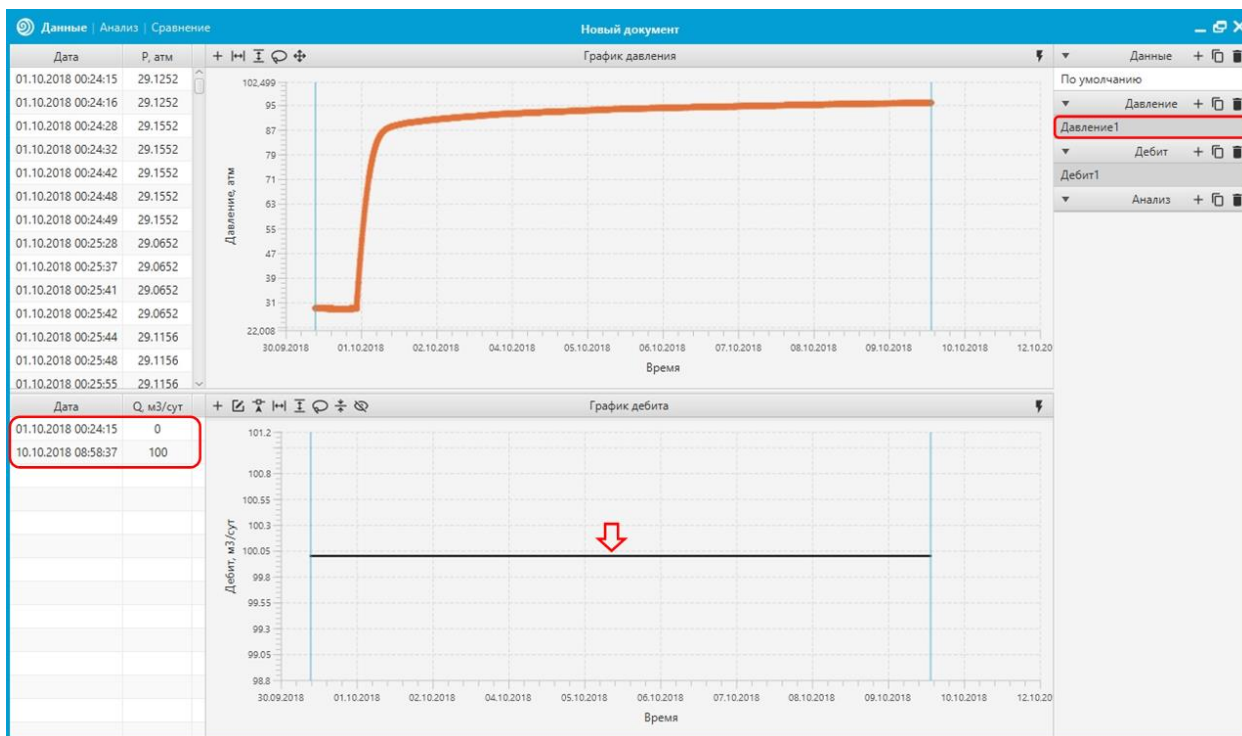 Данные | Анализ | Сравнение
Новый документ
Дата P, атм
График давления
01.10.2018 00:24:15 29.1252
01.10.2018 00:24:16 29.1252
01.10.2018 00:24:28 29.1552
01.10.2018 00:24:32 29.1552
01.10.2018 00:24:42 29.1552
01.10.2018 00:24:48 29.1552
01.10.2018 00:24:49 29.1552
01.10.2018 00:25:28 29.0652
01.10.2018 00:25:37 29.0652
01.10.2018 00:25:41 29.0652
01.10.2018 00:25:42 29.0652
01.10.2018 00:25:44 29.1156
01.10.2018 00:25:48 29.1156
01.10.2018 00:25:55 29.1156
Давление, атм
102,499
95
87
79
71
63
55
47
39
31
22,008
30.09.2018 01.10.2018 02.10.2018 04.10.2018 05.10.2018 06.10.2018 07.10.2018 08.10.2018 09.10.2018 10.10.2018 12.10.20
Время
Данные
По умолчанию
Давление
Давление1
Дебит
Дебит1
Анализ
Дата Q, м3/сут
График дебита
01.10.2018 00:24:15 0
10.10.2018 08:58:37 100
Дебит, м3/сут
101.2
100.8
100.55
100.3
100.05
99.8
99.55
99.3
99.05
98.8
30.09.2018 01.10.2018 02.10.2018 04.10.2018 05.10.2018 06.10.2018 07.10.2018 08.10.2018 09.10.2018 10.10.2018 12.10.20
Время